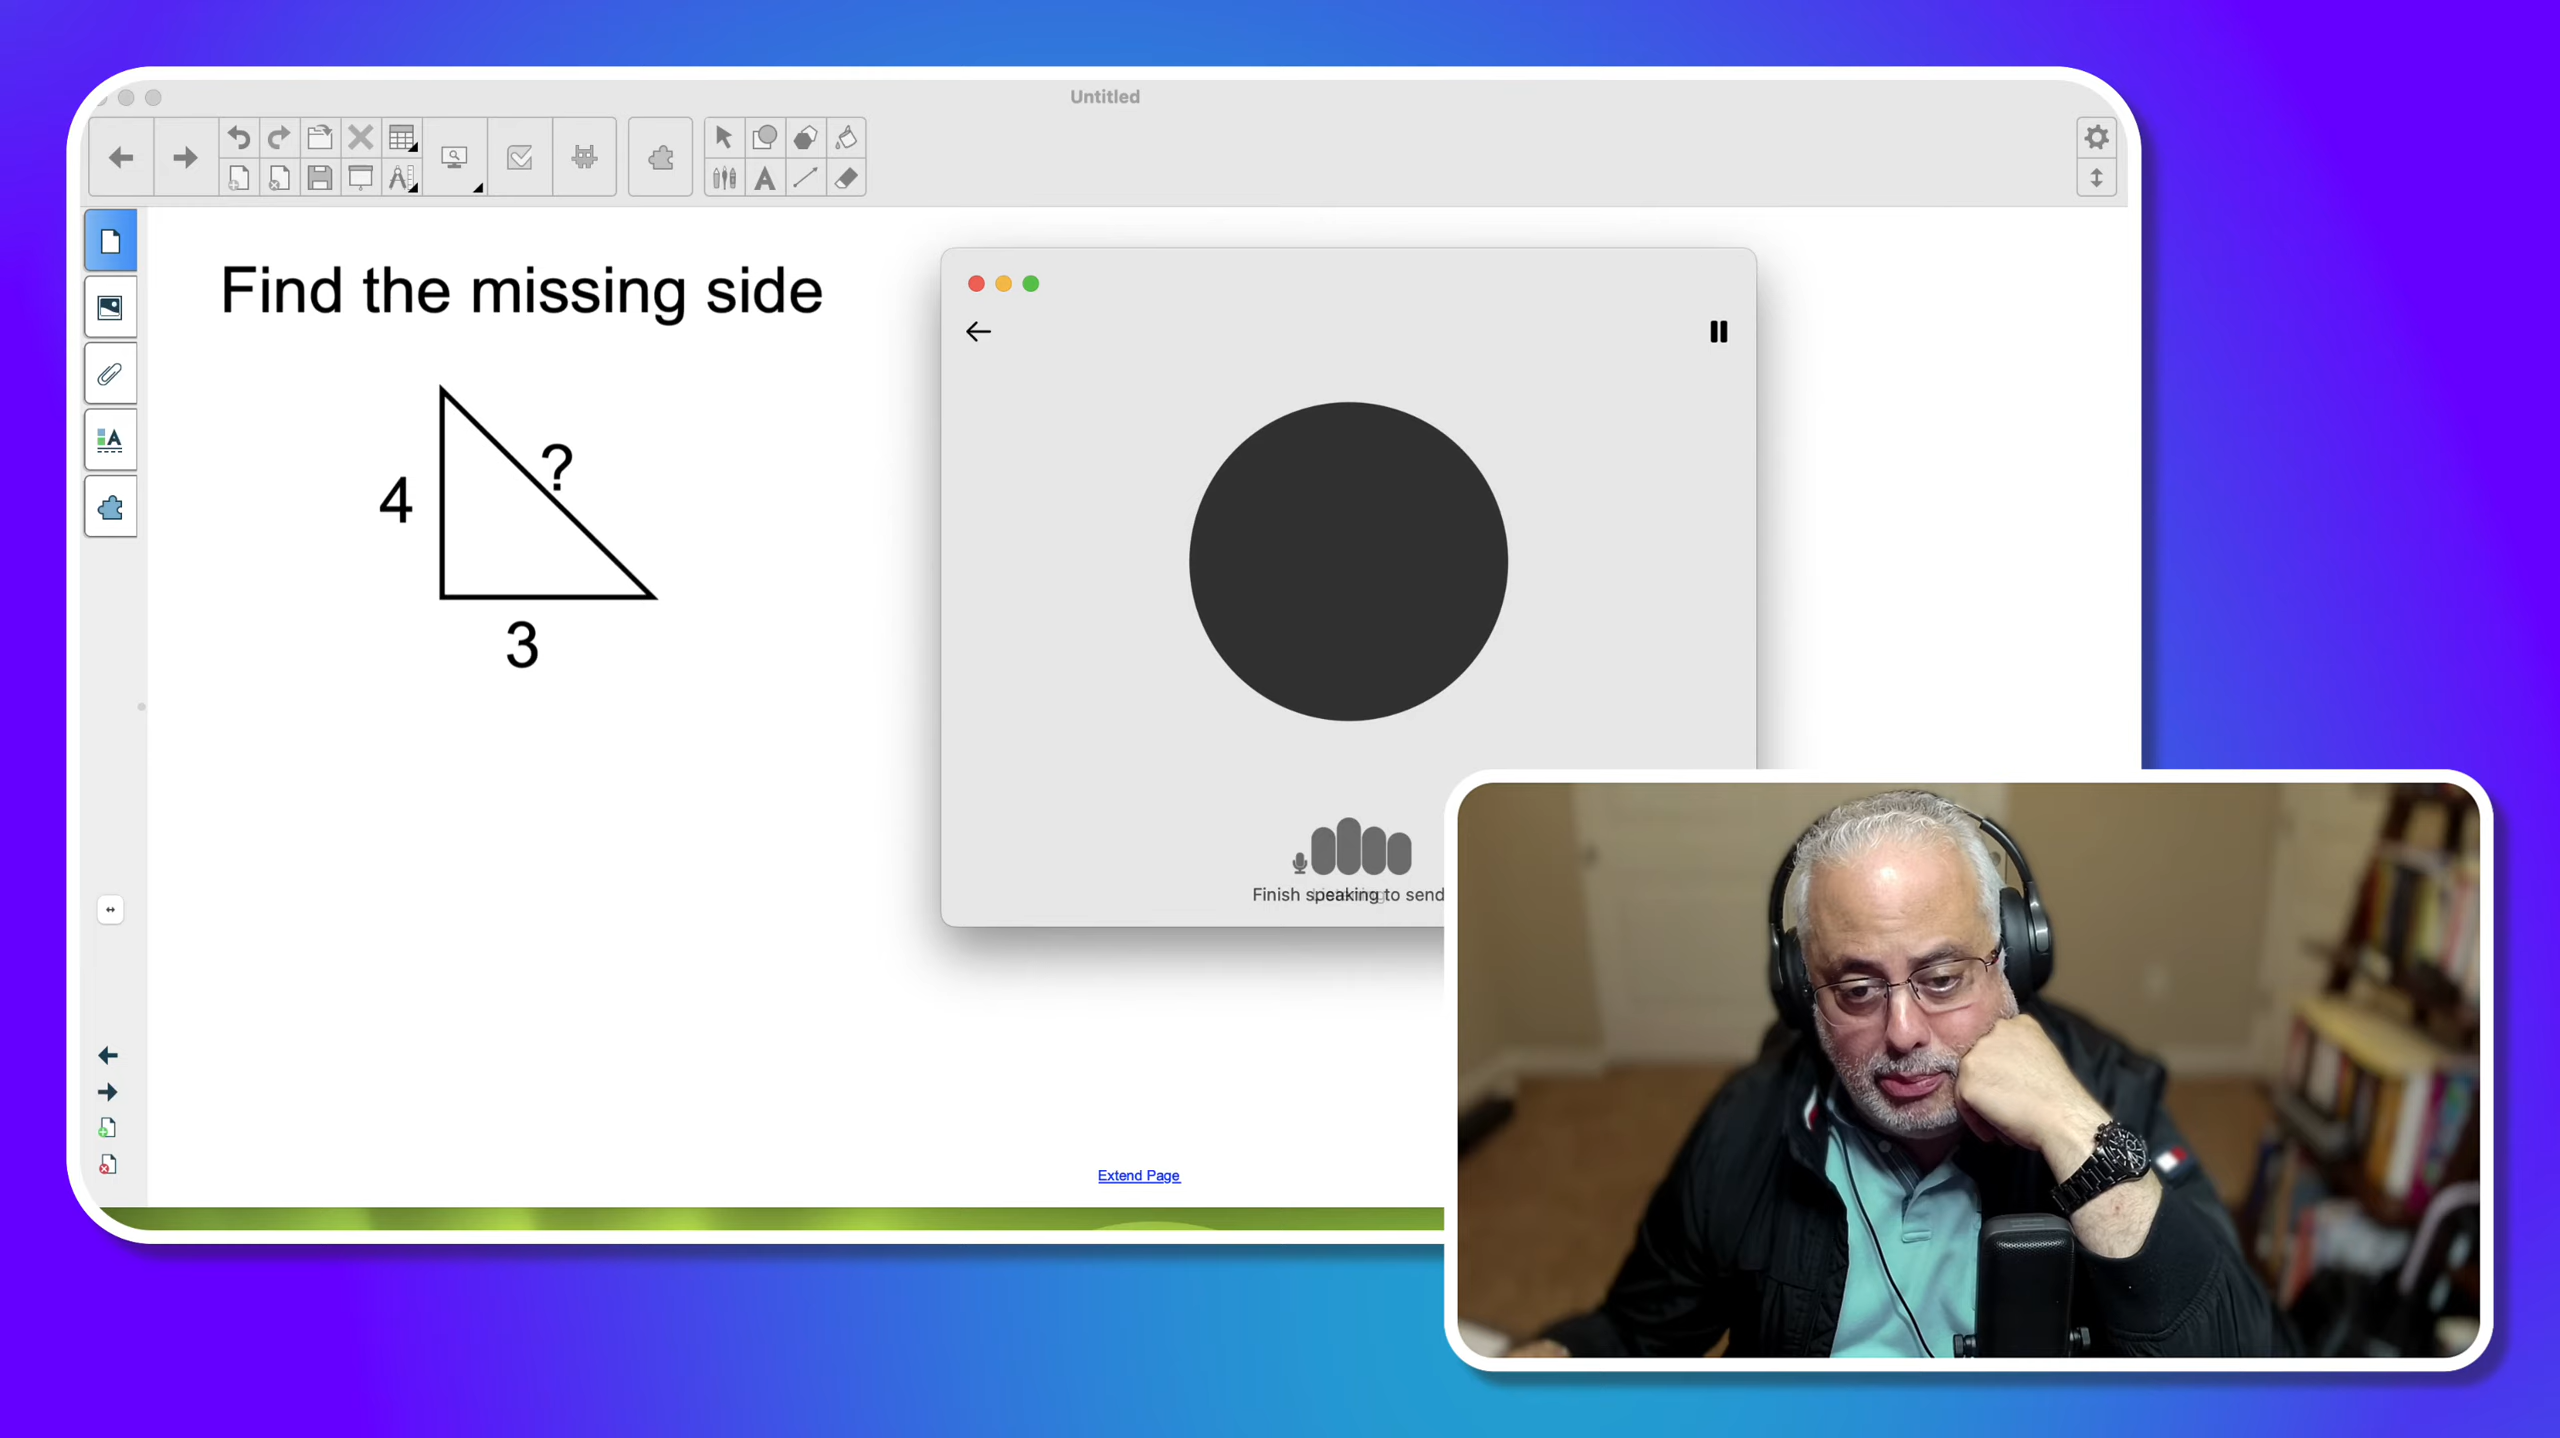 Untitled
Find the missing side
?
4
3
Finish speaking to send
Extend Page